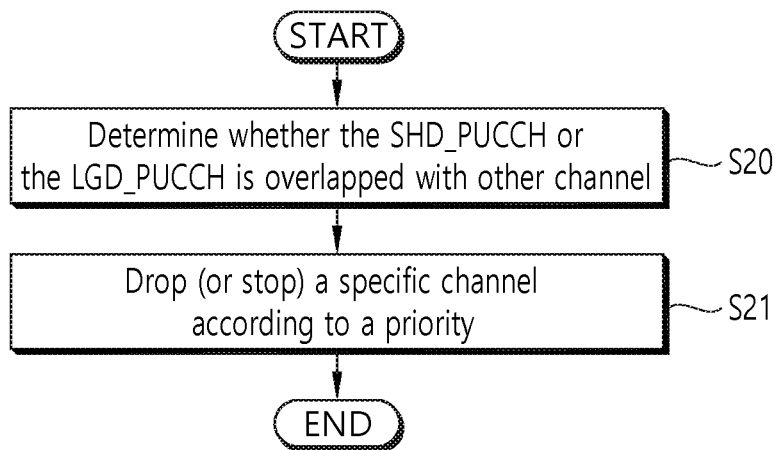 START
Determine whether the SHD_PUCCH or
the LGD_PUCCH is overlapped with other channel
S20
Drop (or stop) a specific channel
according to a priority
S21
END